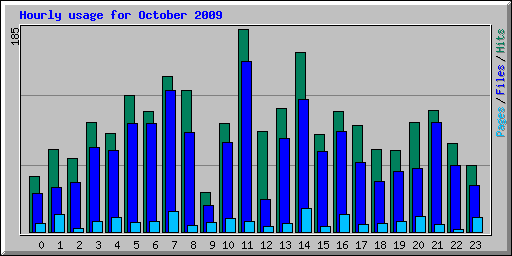 Hourly usage for October 2009
185
Pages / Files / Hits
0 1 2 3 4 5 6 7 8 9 10 11 12 13 14 15 16 17 18 19 20 21 22 23